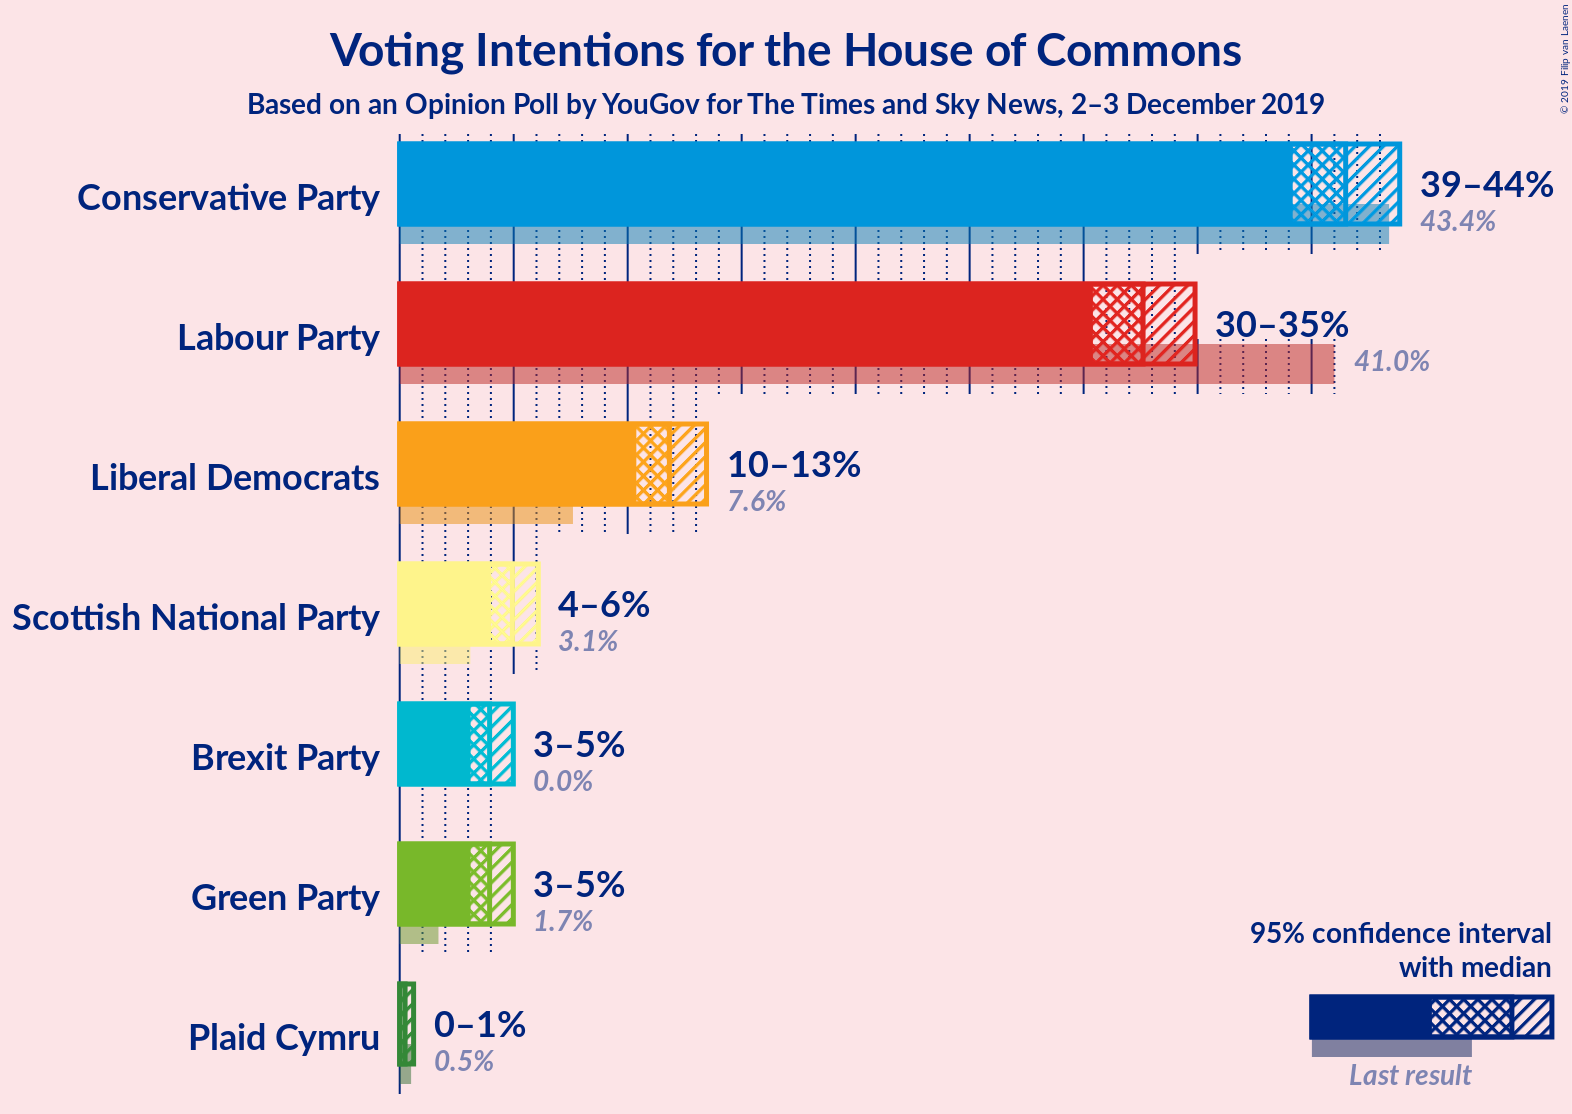 Voting Intentions for the House of Commons
Based on an Opinion Poll by YouGov for The Times and Sky News, 2–3 December 2019
© 2019 Filip van Laenen
Conservative Party
39–44%
43.4%
Labour Party
30–35%
41.0%
Liberal Democrats
10–13%
7.6%
Scottish National Party
4–6%
3.1%
Brexit Party
3–5%
0.0%
Green Party
3–5%
1.7%
Plaid Cymru
0–1%
0.5%
95% confidence interval
with median
Last result